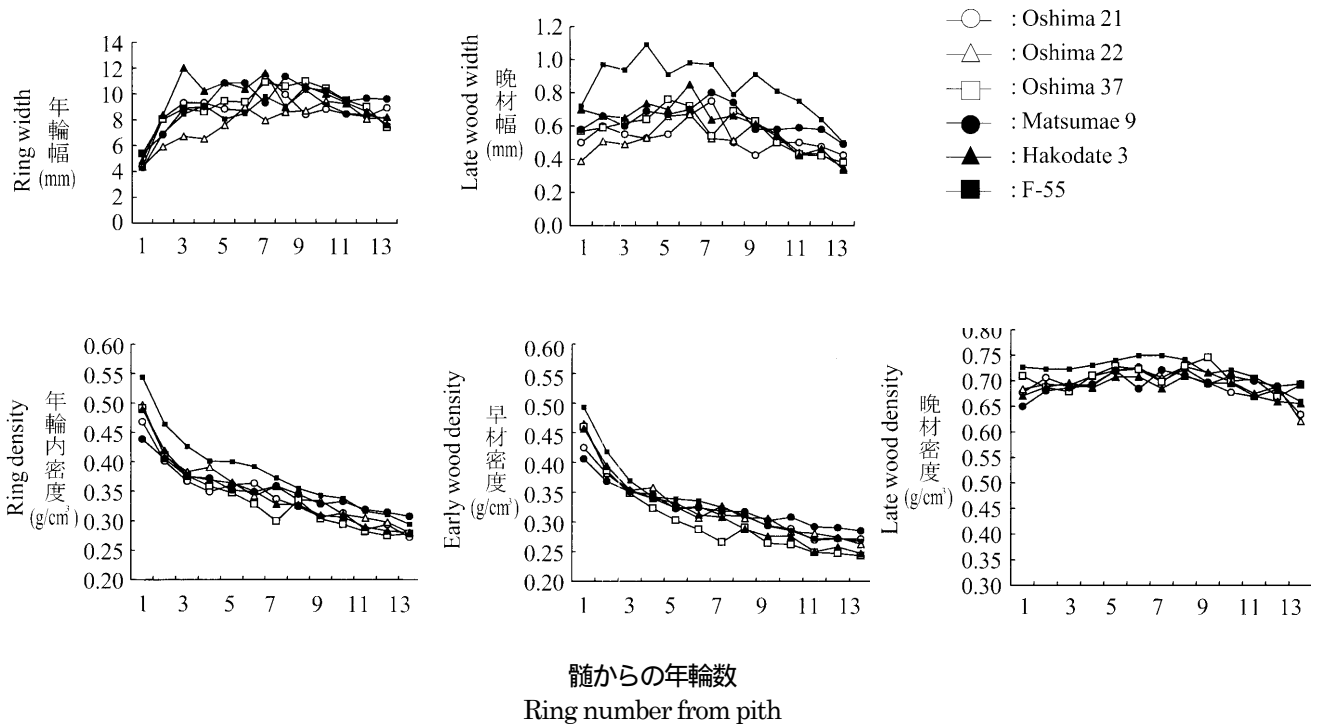 Ring width
年輪幅
(mm)
14
12
10
8
6
4
2
0
1 3 5 7 9 11 13
Late wood width
晩材幅
(mm)
1.2
1.0
0.8
0.6
0.4
0.2
0.0
1 3 5 7 9 11 13
: Oshima 21
: Oshima 22
: Oshima 37
: Matsumae 9
: Hakodate 3
: F-55
Ring density
年輪内密度
(g/cm³)
0.60
0.55
0.50
0.45
0.40
0.35
0.30
0.25
0.20
1 3 5 7 9 11 13
Early wood density
早材密度
(g/cm³)
0.60
0.55
0.50
0.45
0.40
0.35
0.30
0.25
0.20
1 3 5 7 9 11 13
Late wood density
晩材密度
(g/cm³)
0.80
0.75
0.70
0.65
0.60
0.55
0.50
0.45
0.40
0.35
0.30
1 3 5 7 9 11 13
髄からの年輪数
Ring number from pith